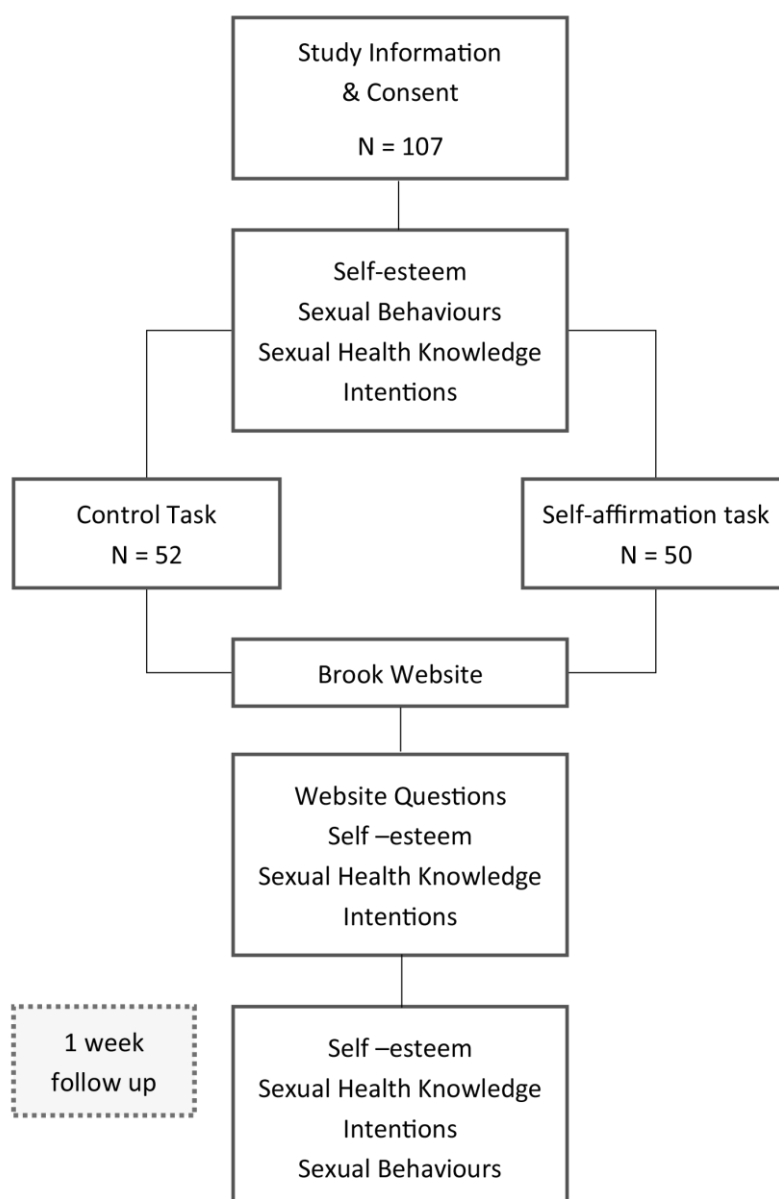 Study Information
& Consent
N = 107
Self-esteem
Sexual Behaviours
Sexual Health Knowledge
Intentions
Control Task
N = 52
Self-affirmation task
N = 50
Brook Website
Website Questions
Self –esteem
Sexual Health Knowledge
Intentions
1 week
follow up
Self –esteem
Sexual Health Knowledge
Intentions
Sexual Behaviours